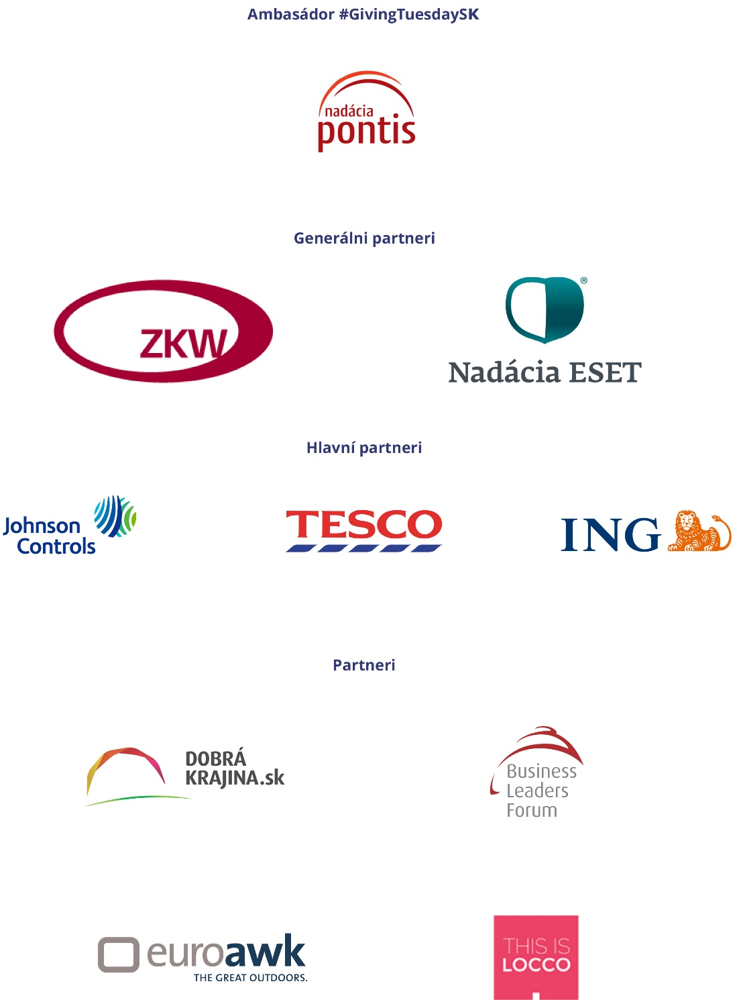 Ambasádor #GivingTuesdaySK
nadácia
pontis
Generálni partneri
ZKW
®
Nadácia ESET
Hlavní partneri
Johnson
Controls
TESCO
ING
Partneri
DOBRÁ
KRAJINA.sk
Business
Leaders
Forum
euroawk
THE GREAT OUTDOORS.
THIS IS
LOCCO